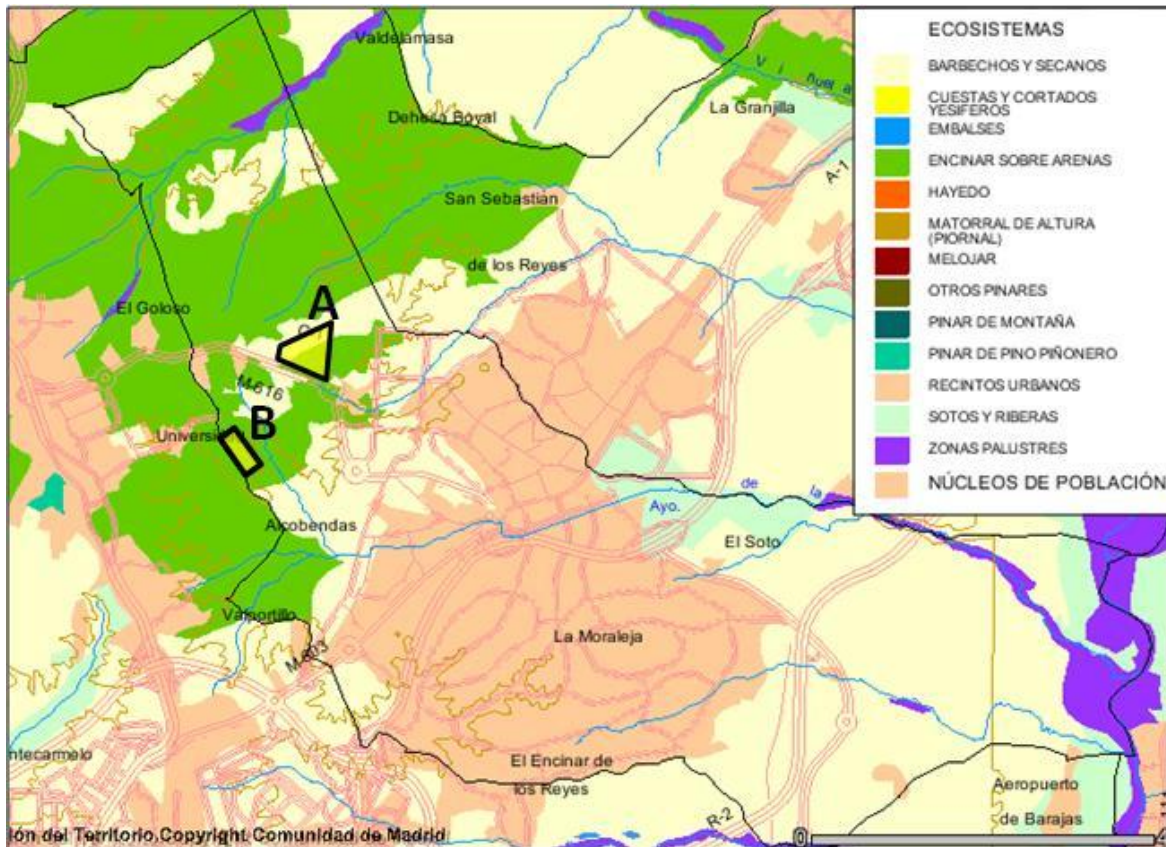 ECOSISTEMAS
BARBECHOS Y SECANOS
CUESTAS Y CORTADOS
YESIFEROS
EMBALSES
ENCINAR SOBRE ARENAS
HAYEDO
MATORRAL DE ALTURA
(PIORNAL)
MELOJAR
OTROS PINARES
PINAR DE MONTAÑA
PINAR DE PINO PIÑONERO
RECINTOS URBANOS
SOTOS Y RIBERAS
ZONAS PALUSTRES
NÚCLEOS DE POBLACIÓN
Valdelamasa
La Granjilla
Dehesa Boyal
A-1
San Sebastián
de los Reyes
El Goloso
A
M-616
B
Universi
Alcobendas
Ayo.
de
la
El Soto
Valportillo
La Moraleja
M-603
ntecarmelo
El Encinar de
los Reyes
Aeropuerto
de Barajas
R-2
0
4
ión del Territorio.Copyright Comunidad de Madrid